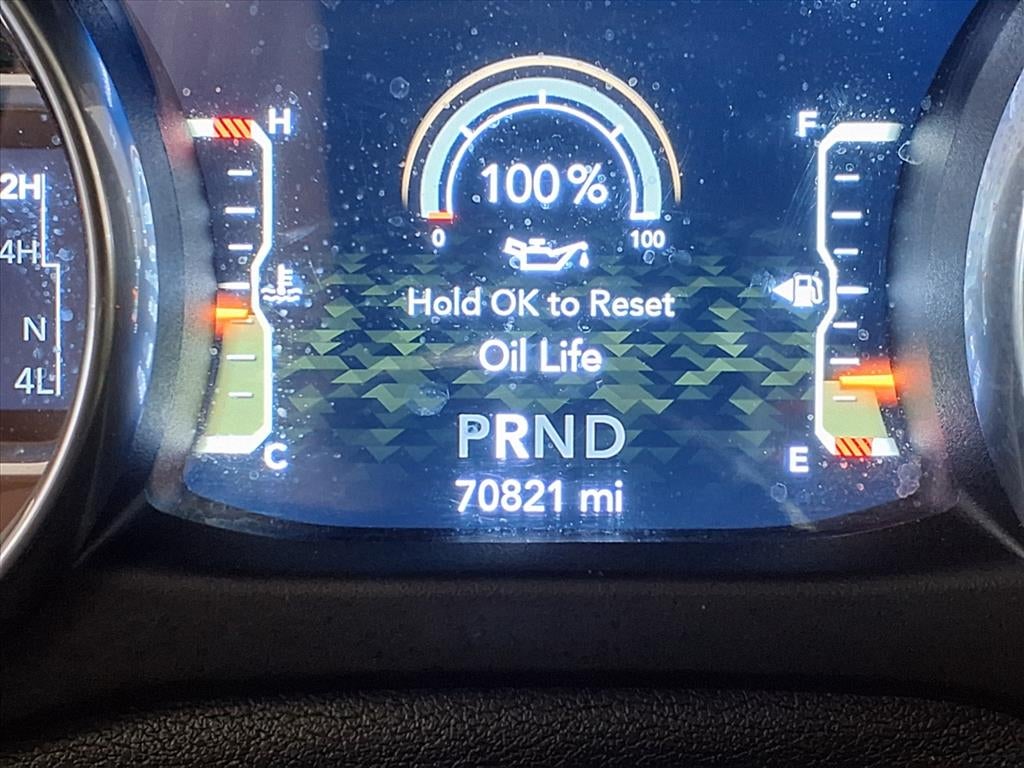 2H
4H
N
4L
H
C
100%
0 100
Hold OK to Reset
Oil Life
PRND
70821 mi
F
E